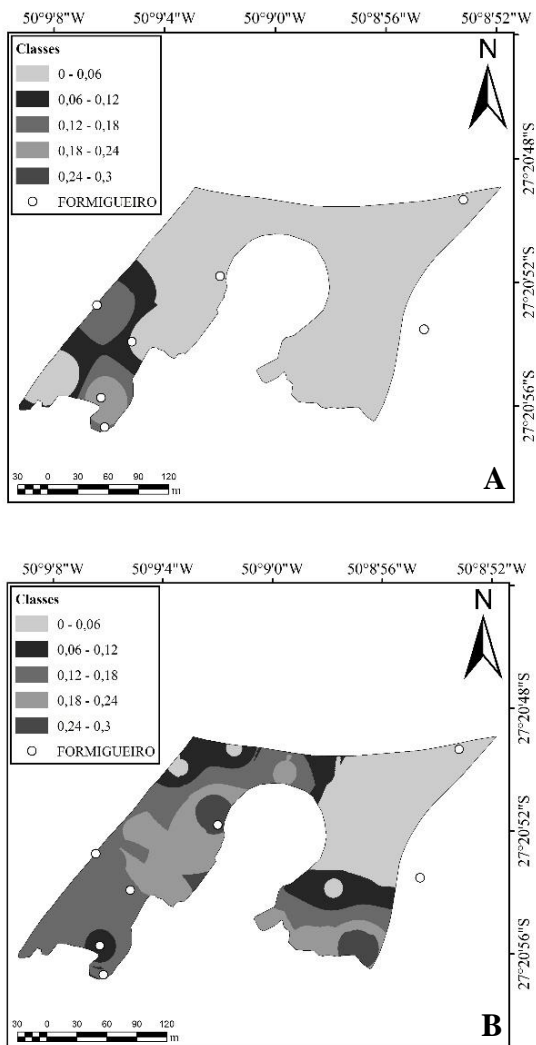 50°9'8"W 50°9'4"W 50°9'0"W 50°8'56"W 50°8'52"W
Classes
0 - 0,06
0,06 - 0,12
0,12 - 0,18
0,18 - 0,24
0,24 - 0,3
FORMIGUEIRO
N
27°20'48"S
27°20'52"S
27°20'56"S
30 0 30 60 90 120
m
A
50°9'8"W 50°9'4"W 50°9'0"W 50°8'56"W 50°8'52"W
Classes
0 - 0,06
0,06 - 0,12
0,12 - 0,18
0,18 - 0,24
0,24 - 0,3
FORMIGUEIRO
N
27°20'48"S
27°20'52"S
27°20'56"S
30 0 30 60 90 120
m
B